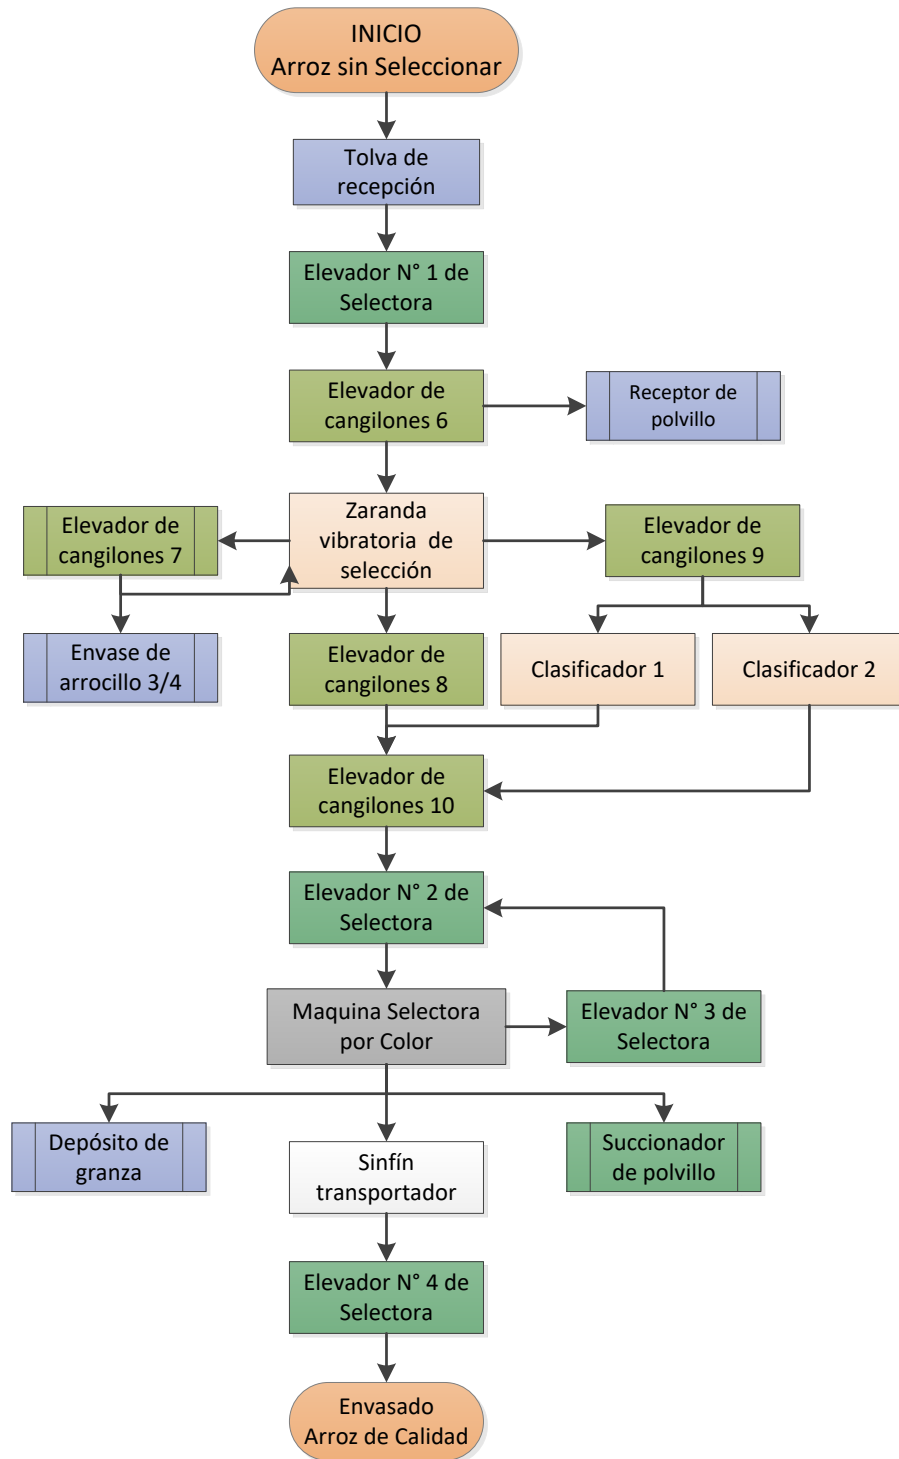 INICIO
Arroz sin Seleccionar
Tolva de
recepción
Elevador N° 1 de
Selectora
Elevador de
cangilones 6
Receptor de
polvillo
Elevador de
cangilones 7
Zaranda
vibratoria de
selección
Elevador de
cangilones 9
Envase de
arrocillo 3/4
Elevador de
cangilones 8
Clasificador 1
Clasificador 2
Elevador de
cangilones 10
Elevador N° 2 de
Selectora
Maquina Selectora
por Color
Elevador N° 3 de
Selectora
Depósito de
granza
Sinfín
transportador
Succionador
de polvillo
Elevador N° 4 de
Selectora
Envasado
Arroz de Calidad